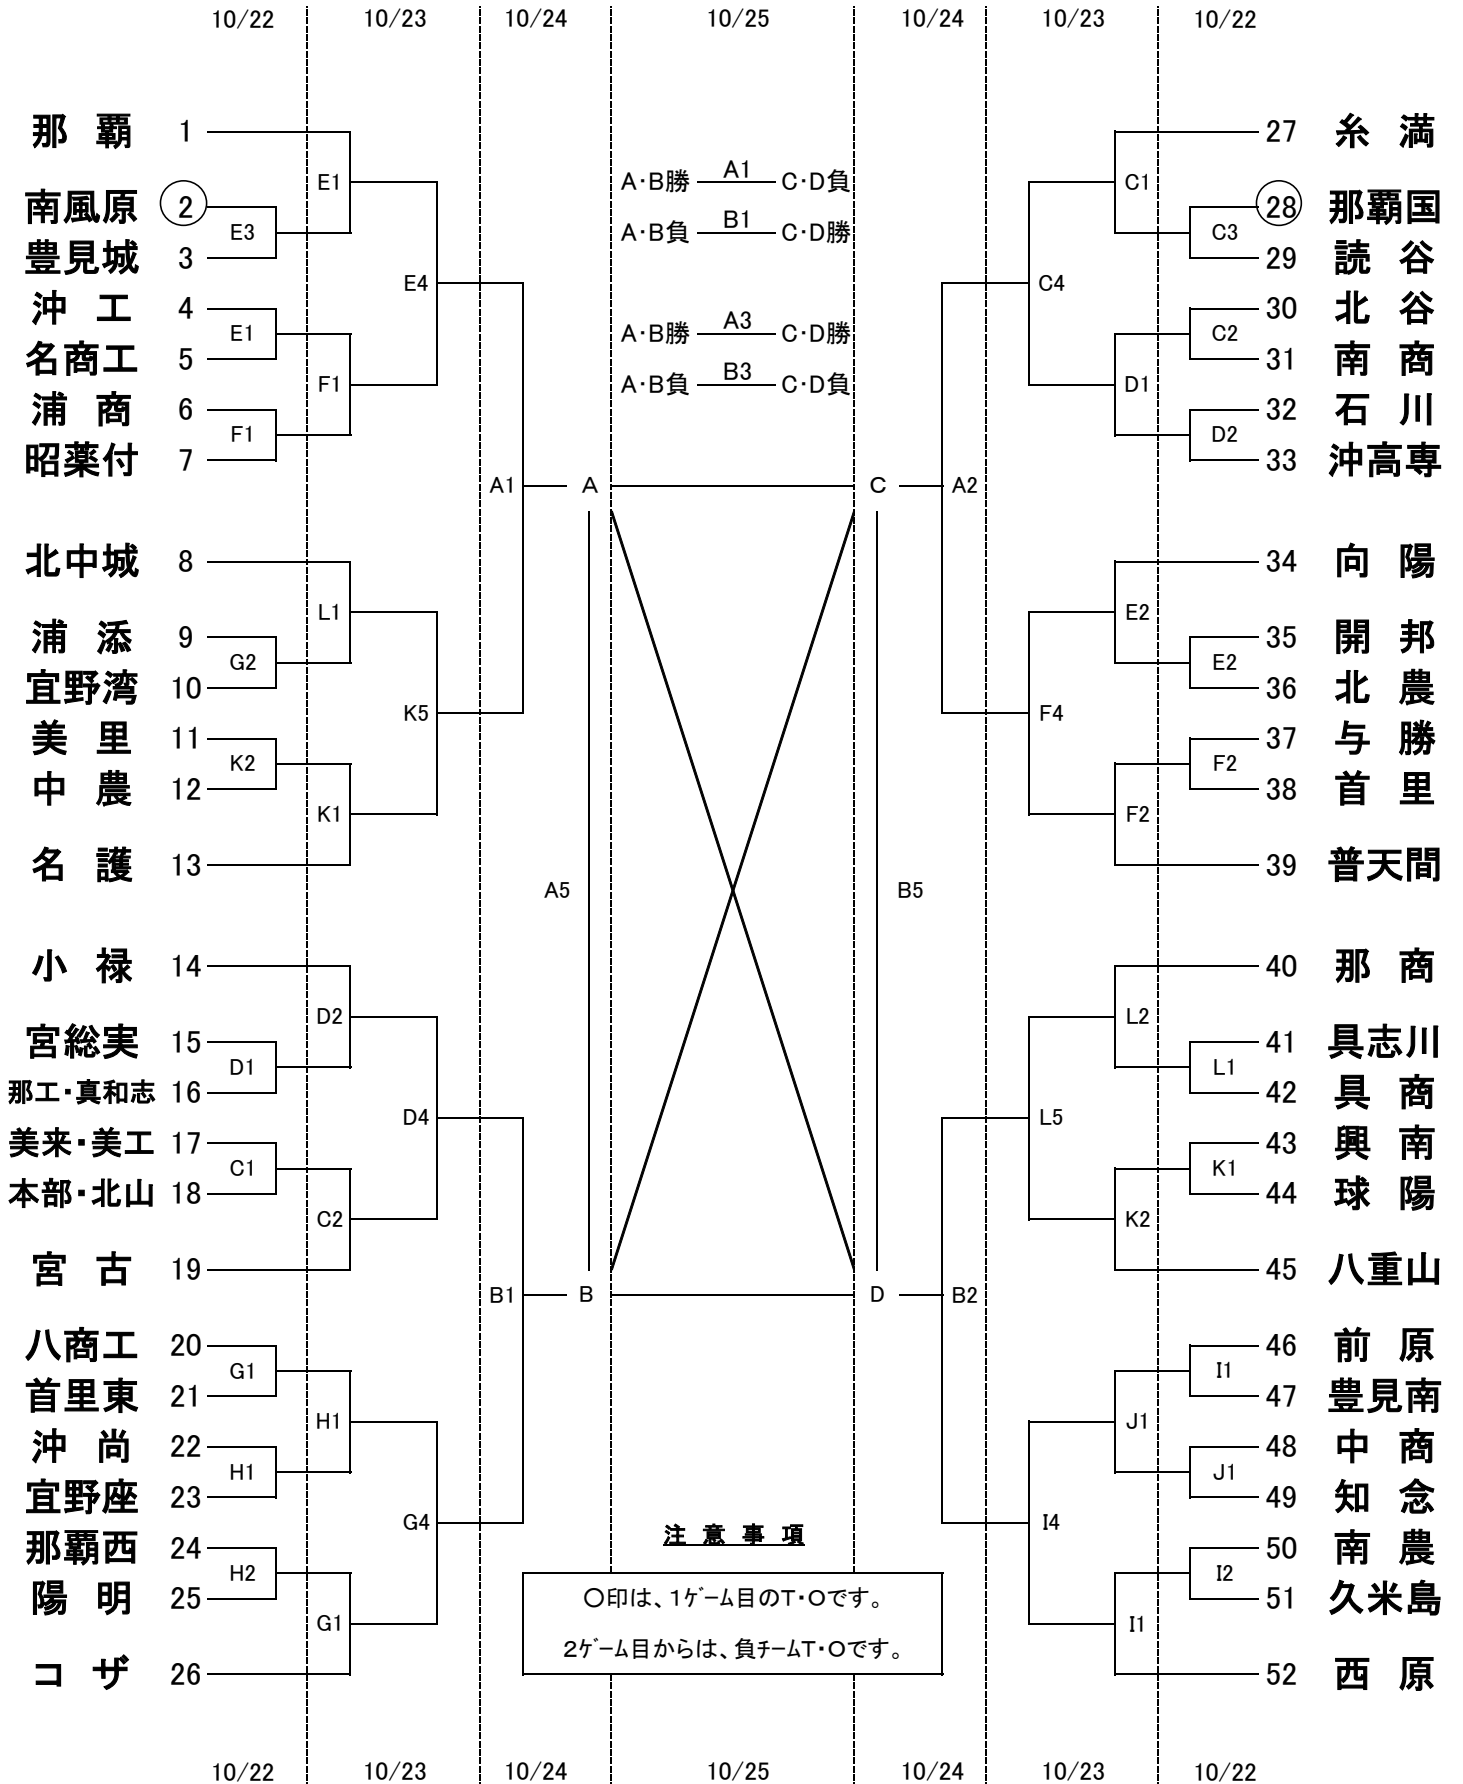 10/22 10/23 10/24 10/25 10/24 10/23 10/22
那 覇 1 27 糸 満
A・B勝 A1 C・D負
E1 C1
南風原 2 28 那覇国
E3 A・B負 B1 C・D勝 C3
豊見城 3 29 読 谷
E4 C4
沖 工 4 30 北 谷
E1 A・B勝 A3 C・D勝 C2
名商工 5 31 南 商
F1 A・B負 B3 C・D負 D1
浦 商 6 32 石 川
F1 D2
昭薬付 7 33 沖高専
A1 A C A2
北中城 8 34 向 陽
L1 E2
浦 添 9 35 開 邦
G2 E2
宜野湾 10 36 北 農
K5 F4
美 里 11 37 与 勝
K2 F2
中 農 12 38 首 里
K1 F2
名 護 13 39 普天間
A5 B5
小 禄 14 40 那 商
D2 L2
宮総実 15 41 具志川
D1 L1
那工・真和志 16 42 具 商
D4 L5
美来・美工 17 43 興 南
C1 K1
本部・北山 18 44 球 陽
C2 K2
宮 古 19 45 八重山
B1 B D B2
八商工 20 46 前 原
G1 I1
首里東 21 47 豊見南
H1 J1
沖 尚 22 48 中 商
H1 J1
宜野座 23 49 知 念
G4 注 意 事 項 I4
那覇西 24 50 南 農
H2 I2
陽 明 25 〇印は、1ｹﾞｰﾑ目のT・Oです。 51 久米島
G1 I1
2ｹﾞｰﾑ目からは、負ﾁｰﾑT・Oです。
コ ザ 26 52 西 原
10/22 10/23 10/24 10/25 10/24 10/23 10/22